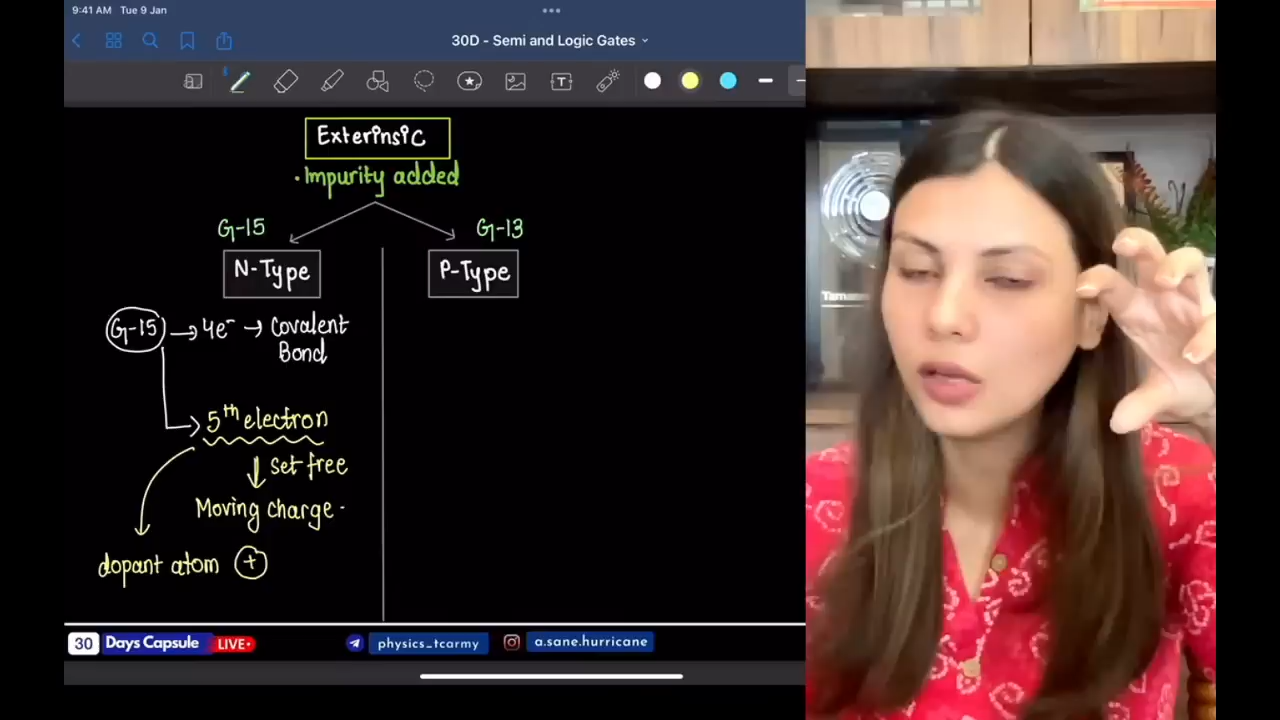 9:41 AM Tue 9 Jan
30D - Semi and Logic Gates
Exterinsic
• Impurity added
G-15
G-13
N-Type
P-Type
G-15 → 4e⁻ → Covalent
Bond
5th electron
Set free
Moving charge
dopant atom +
30 Days Capsule LIVE
physics_tcarmy
a.sane.hurricane